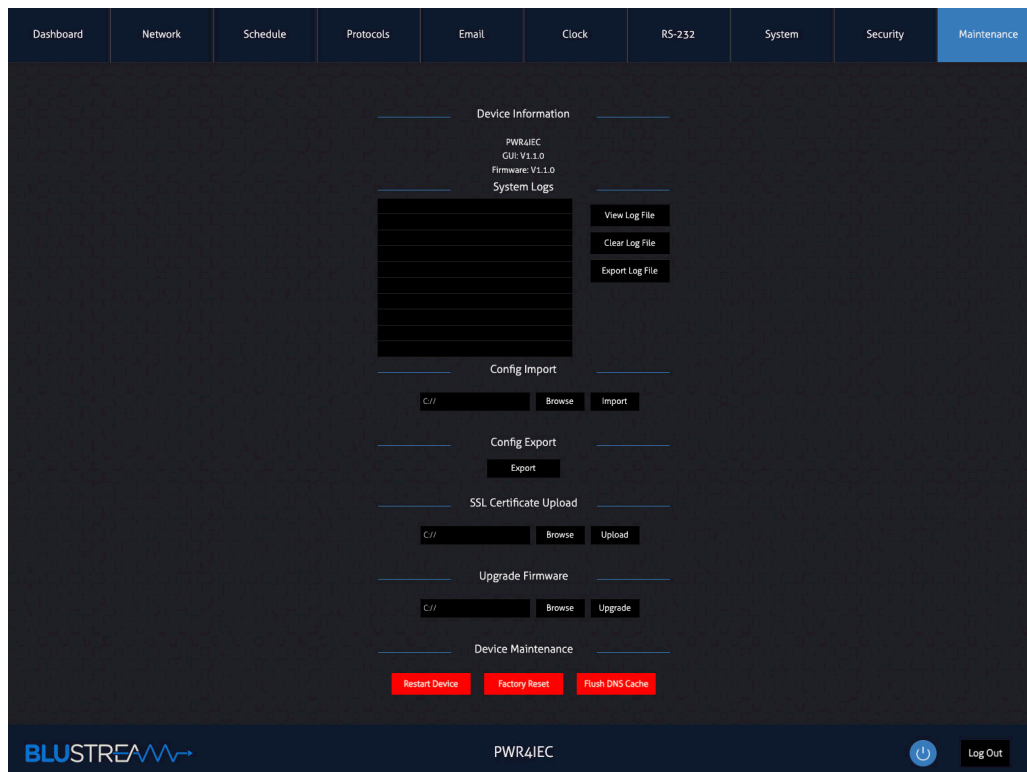 Dashboard Network Schedule Protocols Email Clock RS-232 System Security Maintenance
Device Information
PWR4IEC
GUI: V1.1.0
Firmware: V1.1.0
System Logs
View Log File
Clear Log File
Export Log File
Config Import
C:// Browse Import
Config Export
Export
SSL Certificate Upload
C:// Browse Upload
Upgrade Firmware
C:// Browse Upgrade
Device Maintenance
Restart Device Factory Reset Flush DNS Cache
BLUSTREAM PWR4IEC Log Out